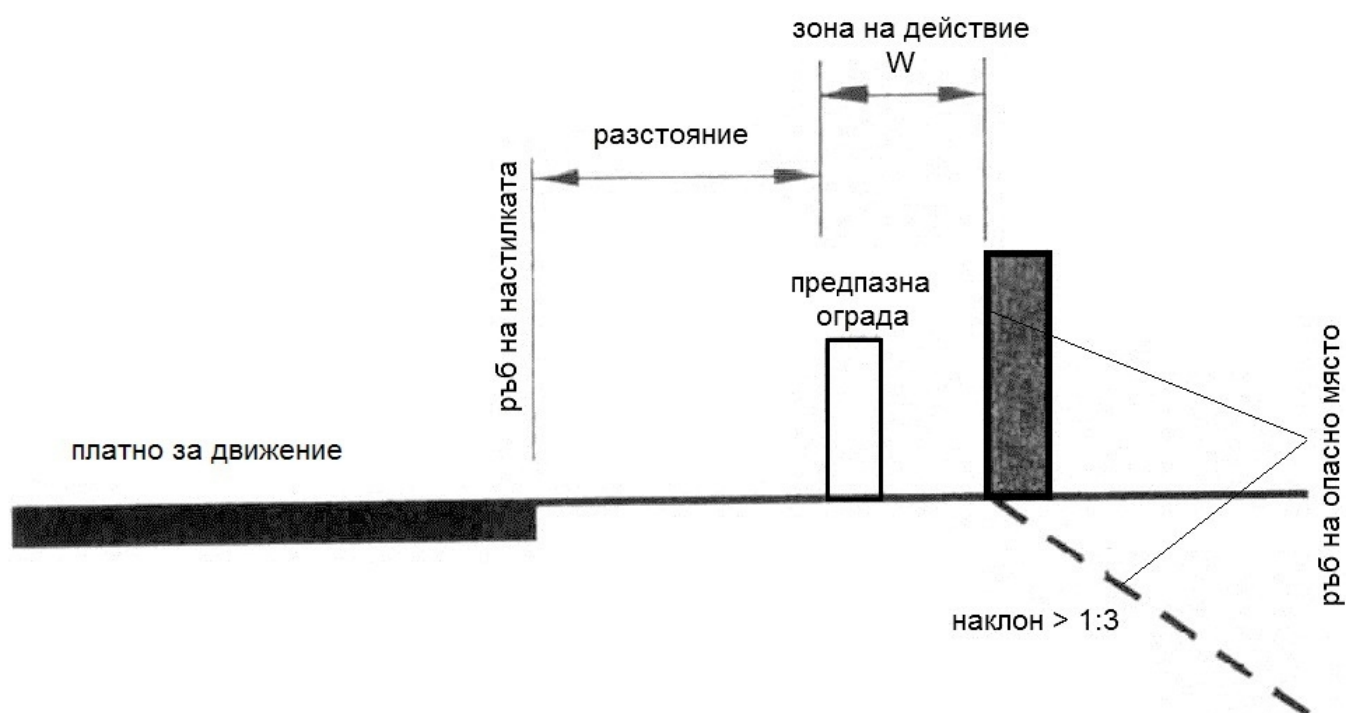 зона на действие
W
разстояние
ръб на настилката
предпазна
ограда
ръб на опасно място
платно за движение
наклон > 1:3